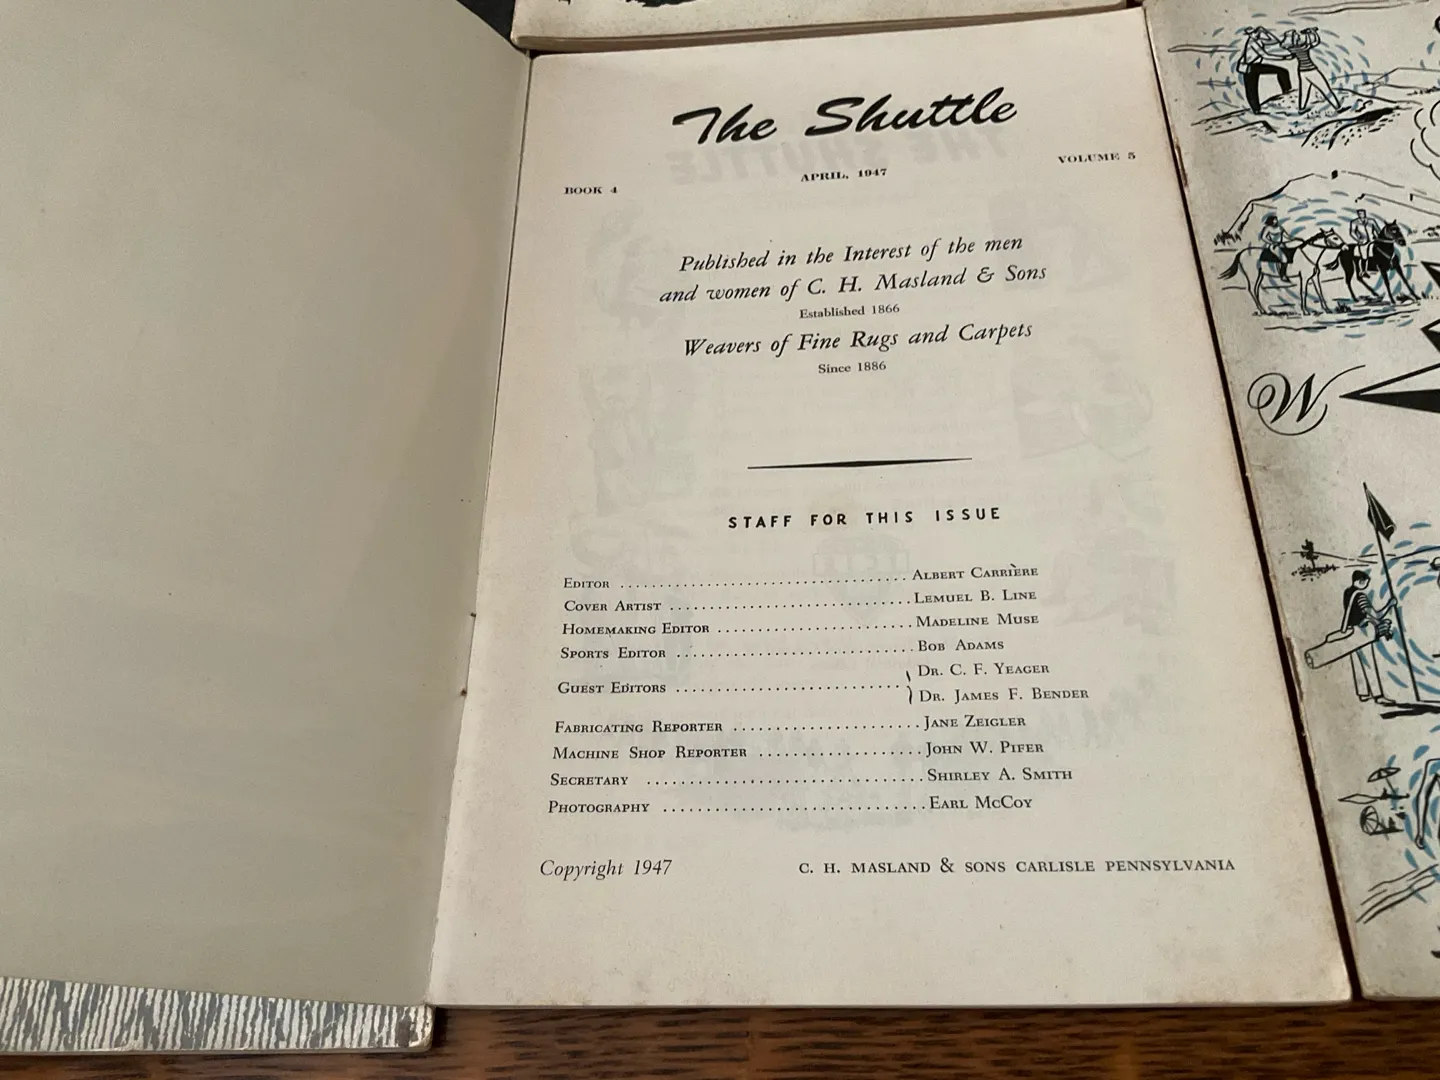 The Shuttle
BOOK 4 APRIL, 1947 VOLUME 5
Published in the Interest of the men
and women of C. H. Masland & Sons
Established 1866
Weavers of Fine Rugs and Carpets
Since 1886
STAFF FOR THIS ISSUE
EDITOR ALBERT CARRIÈRE
COVER ARTIST LEMUEL B. LINE
HOMEMAKING EDITOR MADELINE MUSE
SPORTS EDITOR BOB ADAMS
GUEST EDITORS DR. C. F. YEAGER
DR. JAMES F. BENDER
FABRICATING REPORTER JANE ZEIGLER
MACHINE SHOP REPORTER JOHN W. PIFER
SECRETARY SHIRLEY A. SMITH
PHOTOGRAPHY EARL MCCOY
Copyright 1947 C. H. MASLAND & SONS CARLISLE PENNSYLVANIA
W